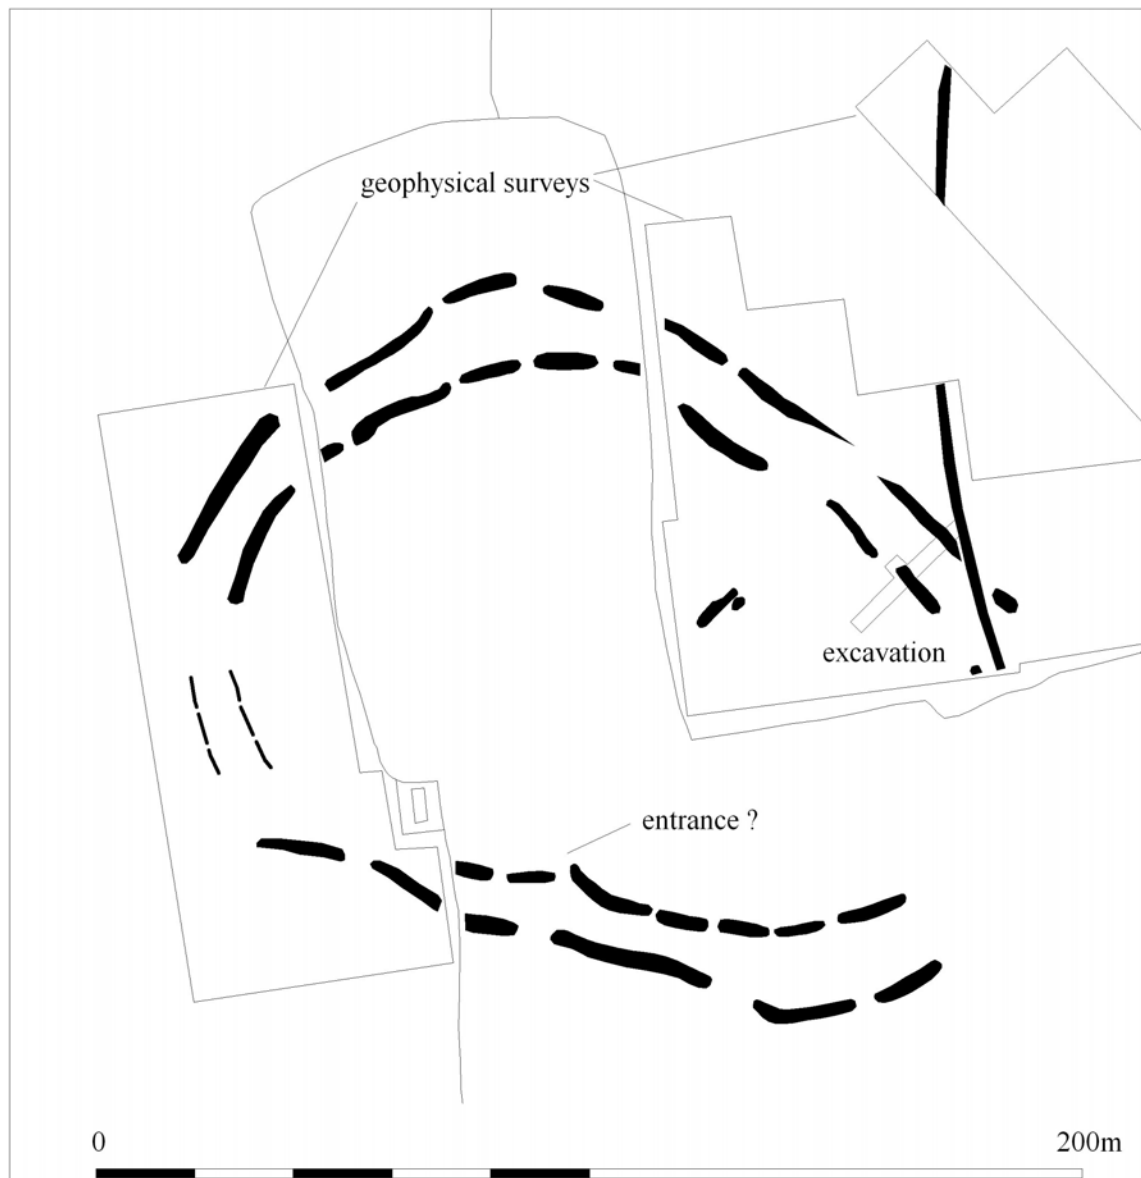 geophysical surveys
excavation
entrance ?
0
200m